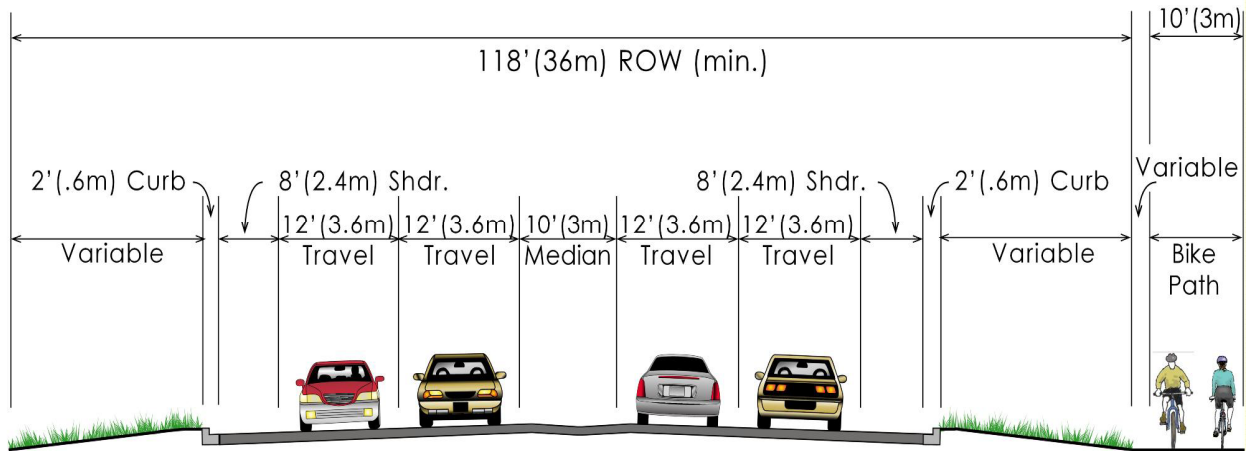 10'(3m)
118'(36m) ROW (min.)
Variable
2'(.6m) Curb
8'(2.4m) Shdr.
8'(2.4m) Shdr.
2'(.6m) Curb
12'(3.6m)
12'(3.6m)
10'(3m)
12'(3.6m)
12'(3.6m)
Variable
Travel
Travel
Median
Travel
Travel
Variable
Bike
Path